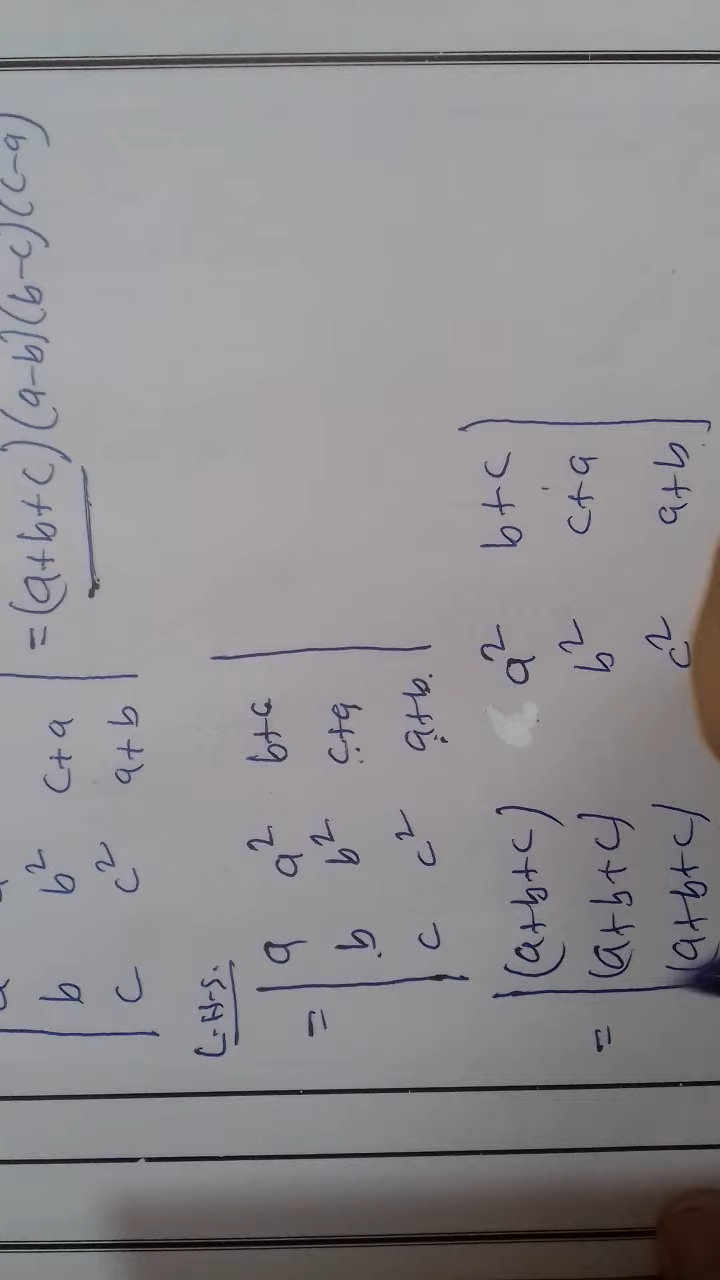 | b b² c+a | = (a+b+c)(a-b)(b-c)(c-a)
| c c² a+b |
L.H.S.
= | a a² b+c |
| b b² c+a |
| c c² a+b |
| (a+b+c) a² b+c |
= | (a+b+c) b² c+a |
| (a+b+c) c² a+b |